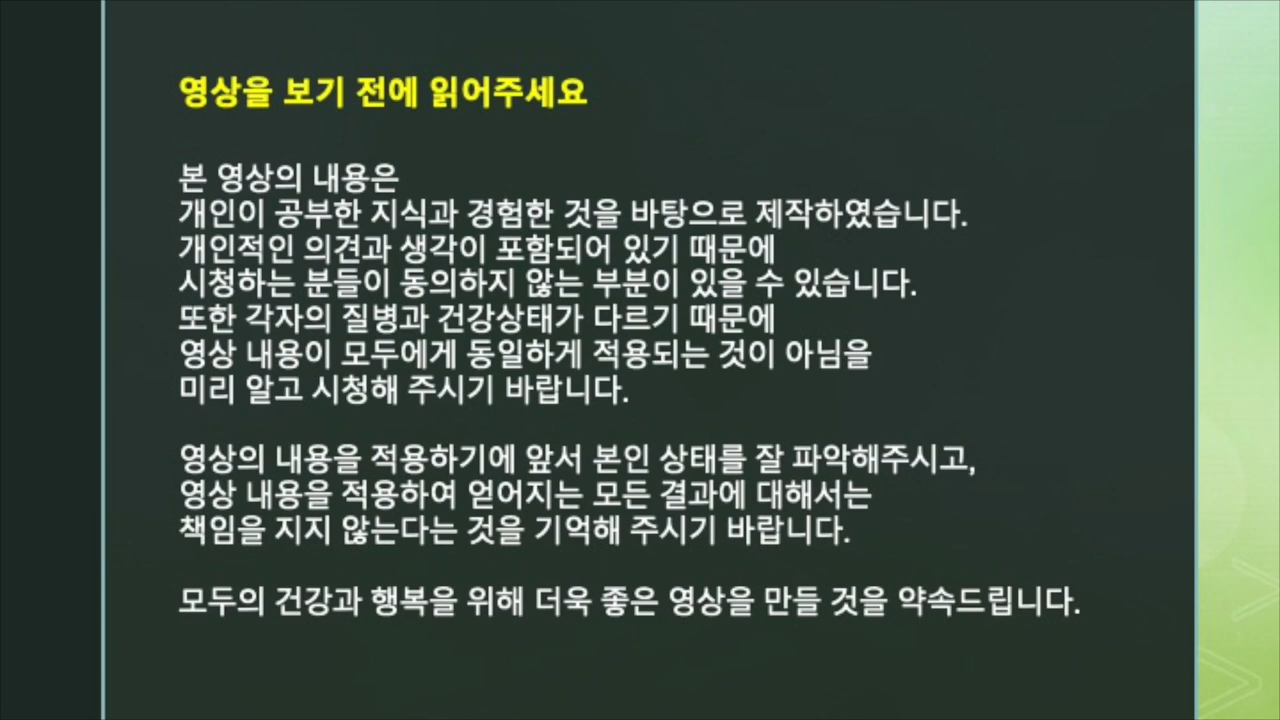 영상을 보기 전에 읽어주세요
본 영상의 내용은
개인이 공부한 지식과 경험한 것을 바탕으로 제작하였습니다.
개인적인 의견과 생각이 포함되어 있기 때문에
시청하는 분들이 동의하지 않는 부분이 있을 수 있습니다.
또한 각자의 질병과 건강상태가 다르기 때문에
영상 내용이 모두에게 동일하게 적용되는 것이 아님을
미리 알고 시청해 주시기 바랍니다.
영상의 내용을 적용하기에 앞서 본인 상태를 잘 파악해주시고,
영상 내용을 적용하여 얻어지는 모든 결과에 대해서는
책임을 지지 않는다는 것을 기억해 주시기 바랍니다.
모두의 건강과 행복을 위해 더욱 좋은 영상을 만들 것을 약속드립니다.